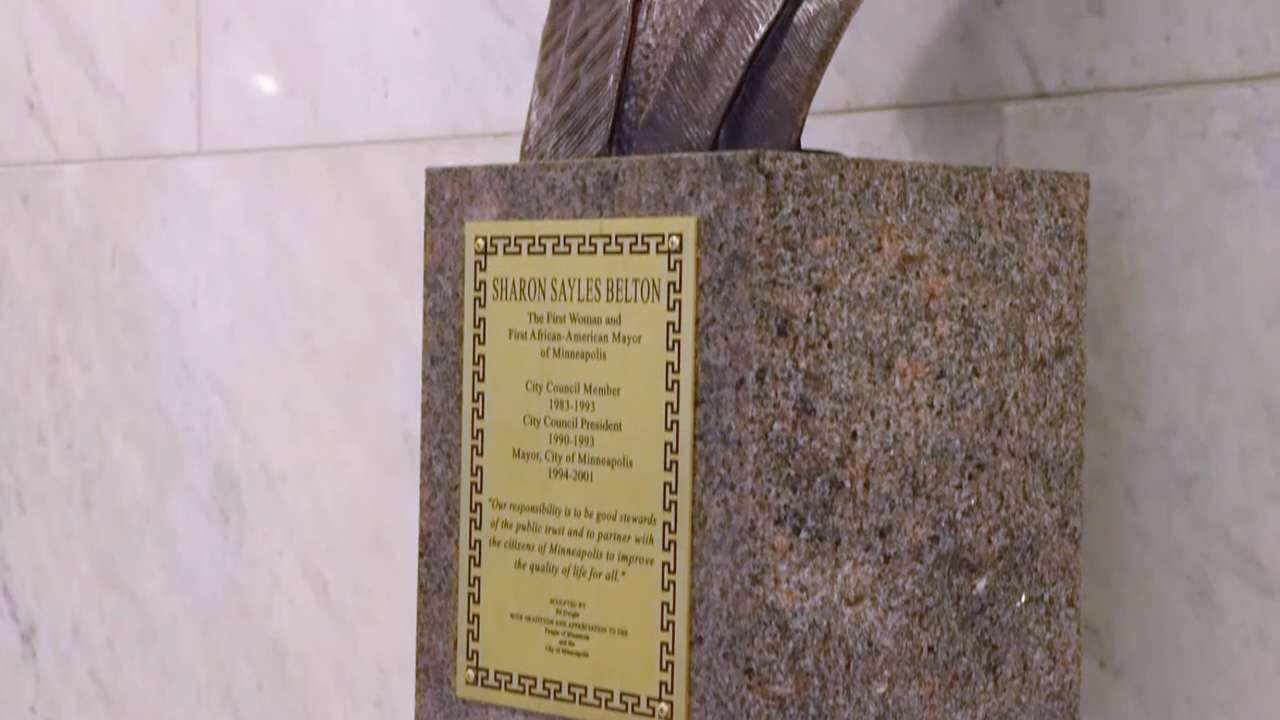 SHARON SAYLES BELTON
The First Woman and
First African-American Mayor
of Minneapolis
City Council Member
1983-1993
City Council President
1990-1993
Mayor, City of Minneapolis
1994-2001
"Our responsibility is to be good stewards
of the public trust and to partner with
the citizens of Minneapolis to improve
the quality of life for all."
SCULPTED BY
Ed Dwight
WITH GRATITUDE AND APPRECIATION TO THE
People of Minnesota
and the
City of Minneapolis